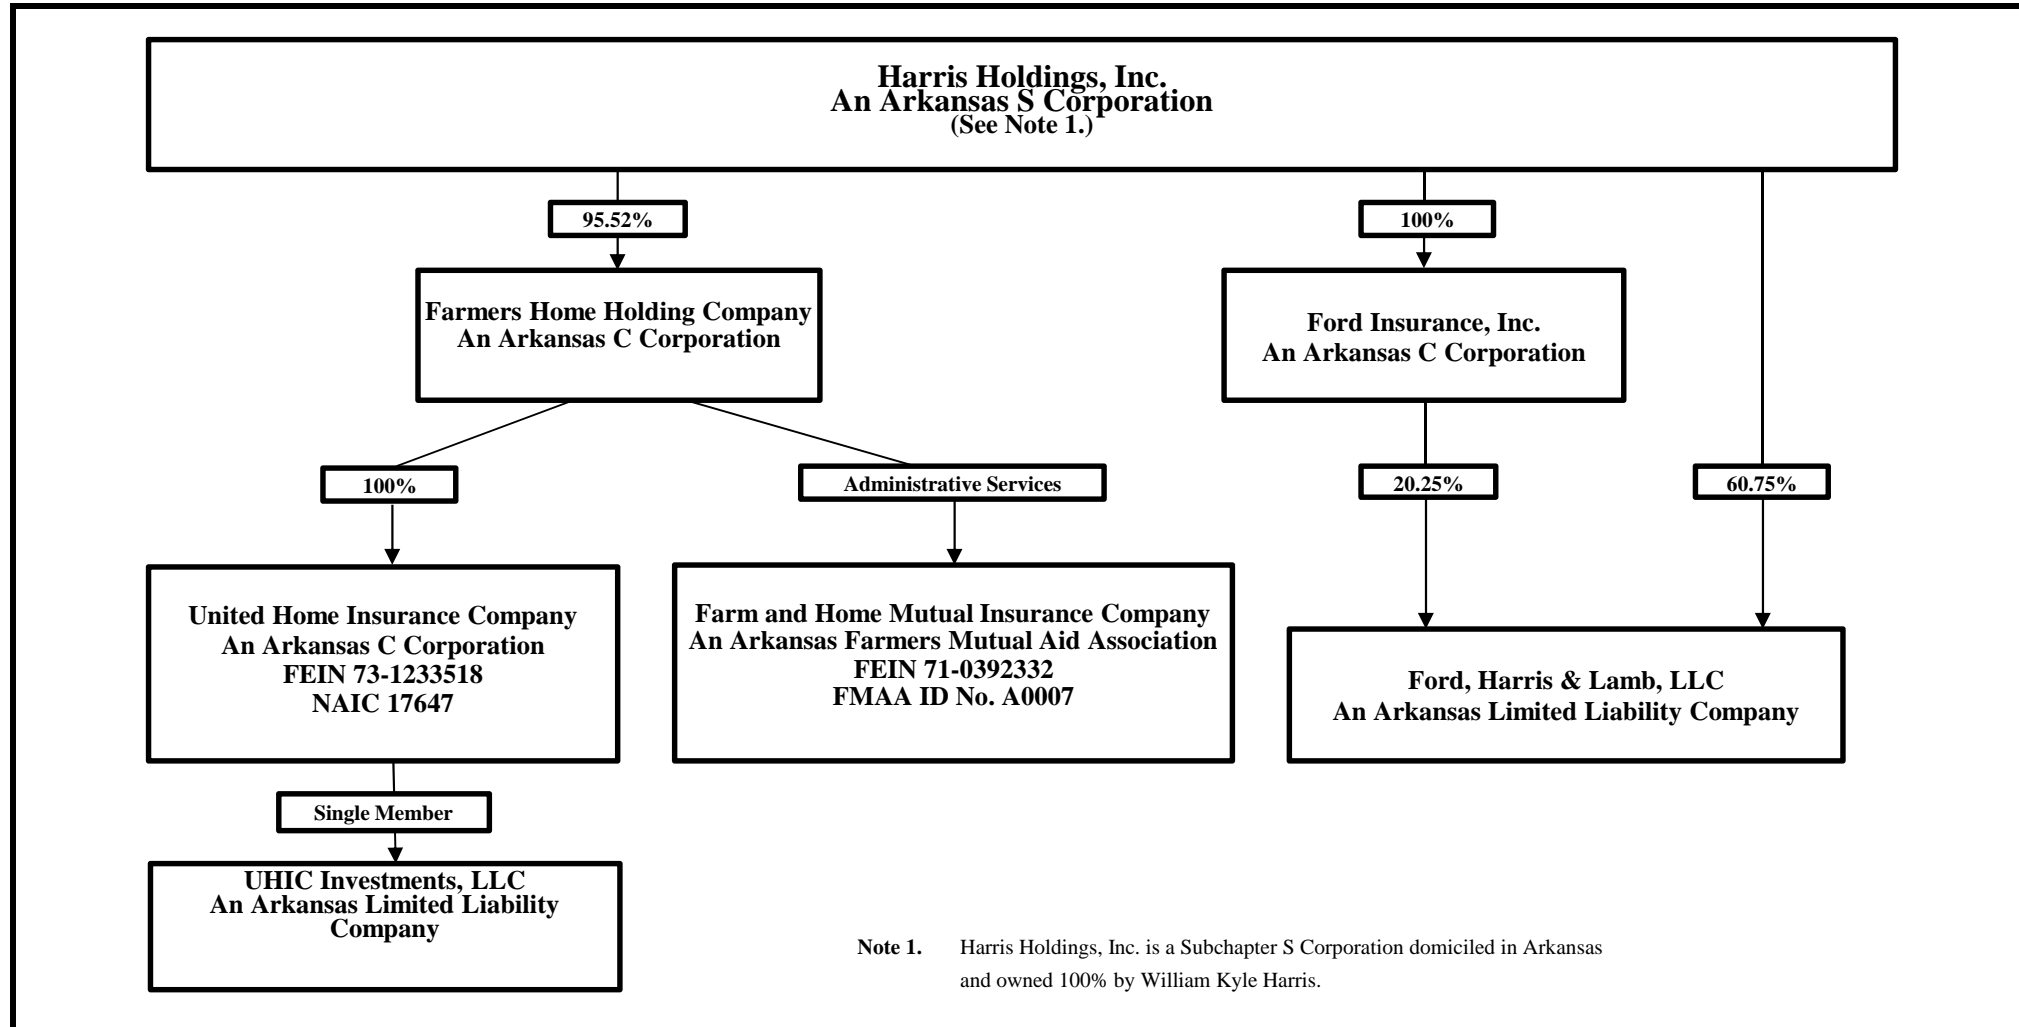 Harris Holdings, Inc.
An Arkansas S Corporation
(See Note 1.)
95.52%
100%
Farmers Home Holding Company
An Arkansas C Corporation
Ford Insurance, Inc.
An Arkansas C Corporation
100%
Administrative Services
20.25%
60.75%
United Home Insurance Company
An Arkansas C Corporation
FEIN 73-1233518
NAIC 17647
Farm and Home Mutual Insurance Company
An Arkansas Farmers Mutual Aid Association
FEIN 71-0392332
FMAA ID No. A0007
Ford, Harris & Lamb, LLC
An Arkansas Limited Liability Company
Single Member
UHIC Investments, LLC
An Arkansas Limited Liability
Company
Note 1. Harris Holdings, Inc. is a Subchapter S Corporation domiciled in Arkansas
and owned 100% by William Kyle Harris.